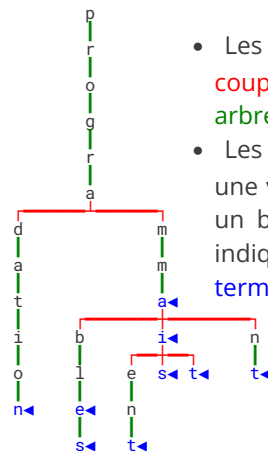 p
r
o
g
r
a
d m
a m
t a◄
i b i◄ n
o l e s◄ t◄ t◄
n◄ e◄ n
s◄ t◄
• Les
coup
arbre
• Les
une
un b
indiq
term